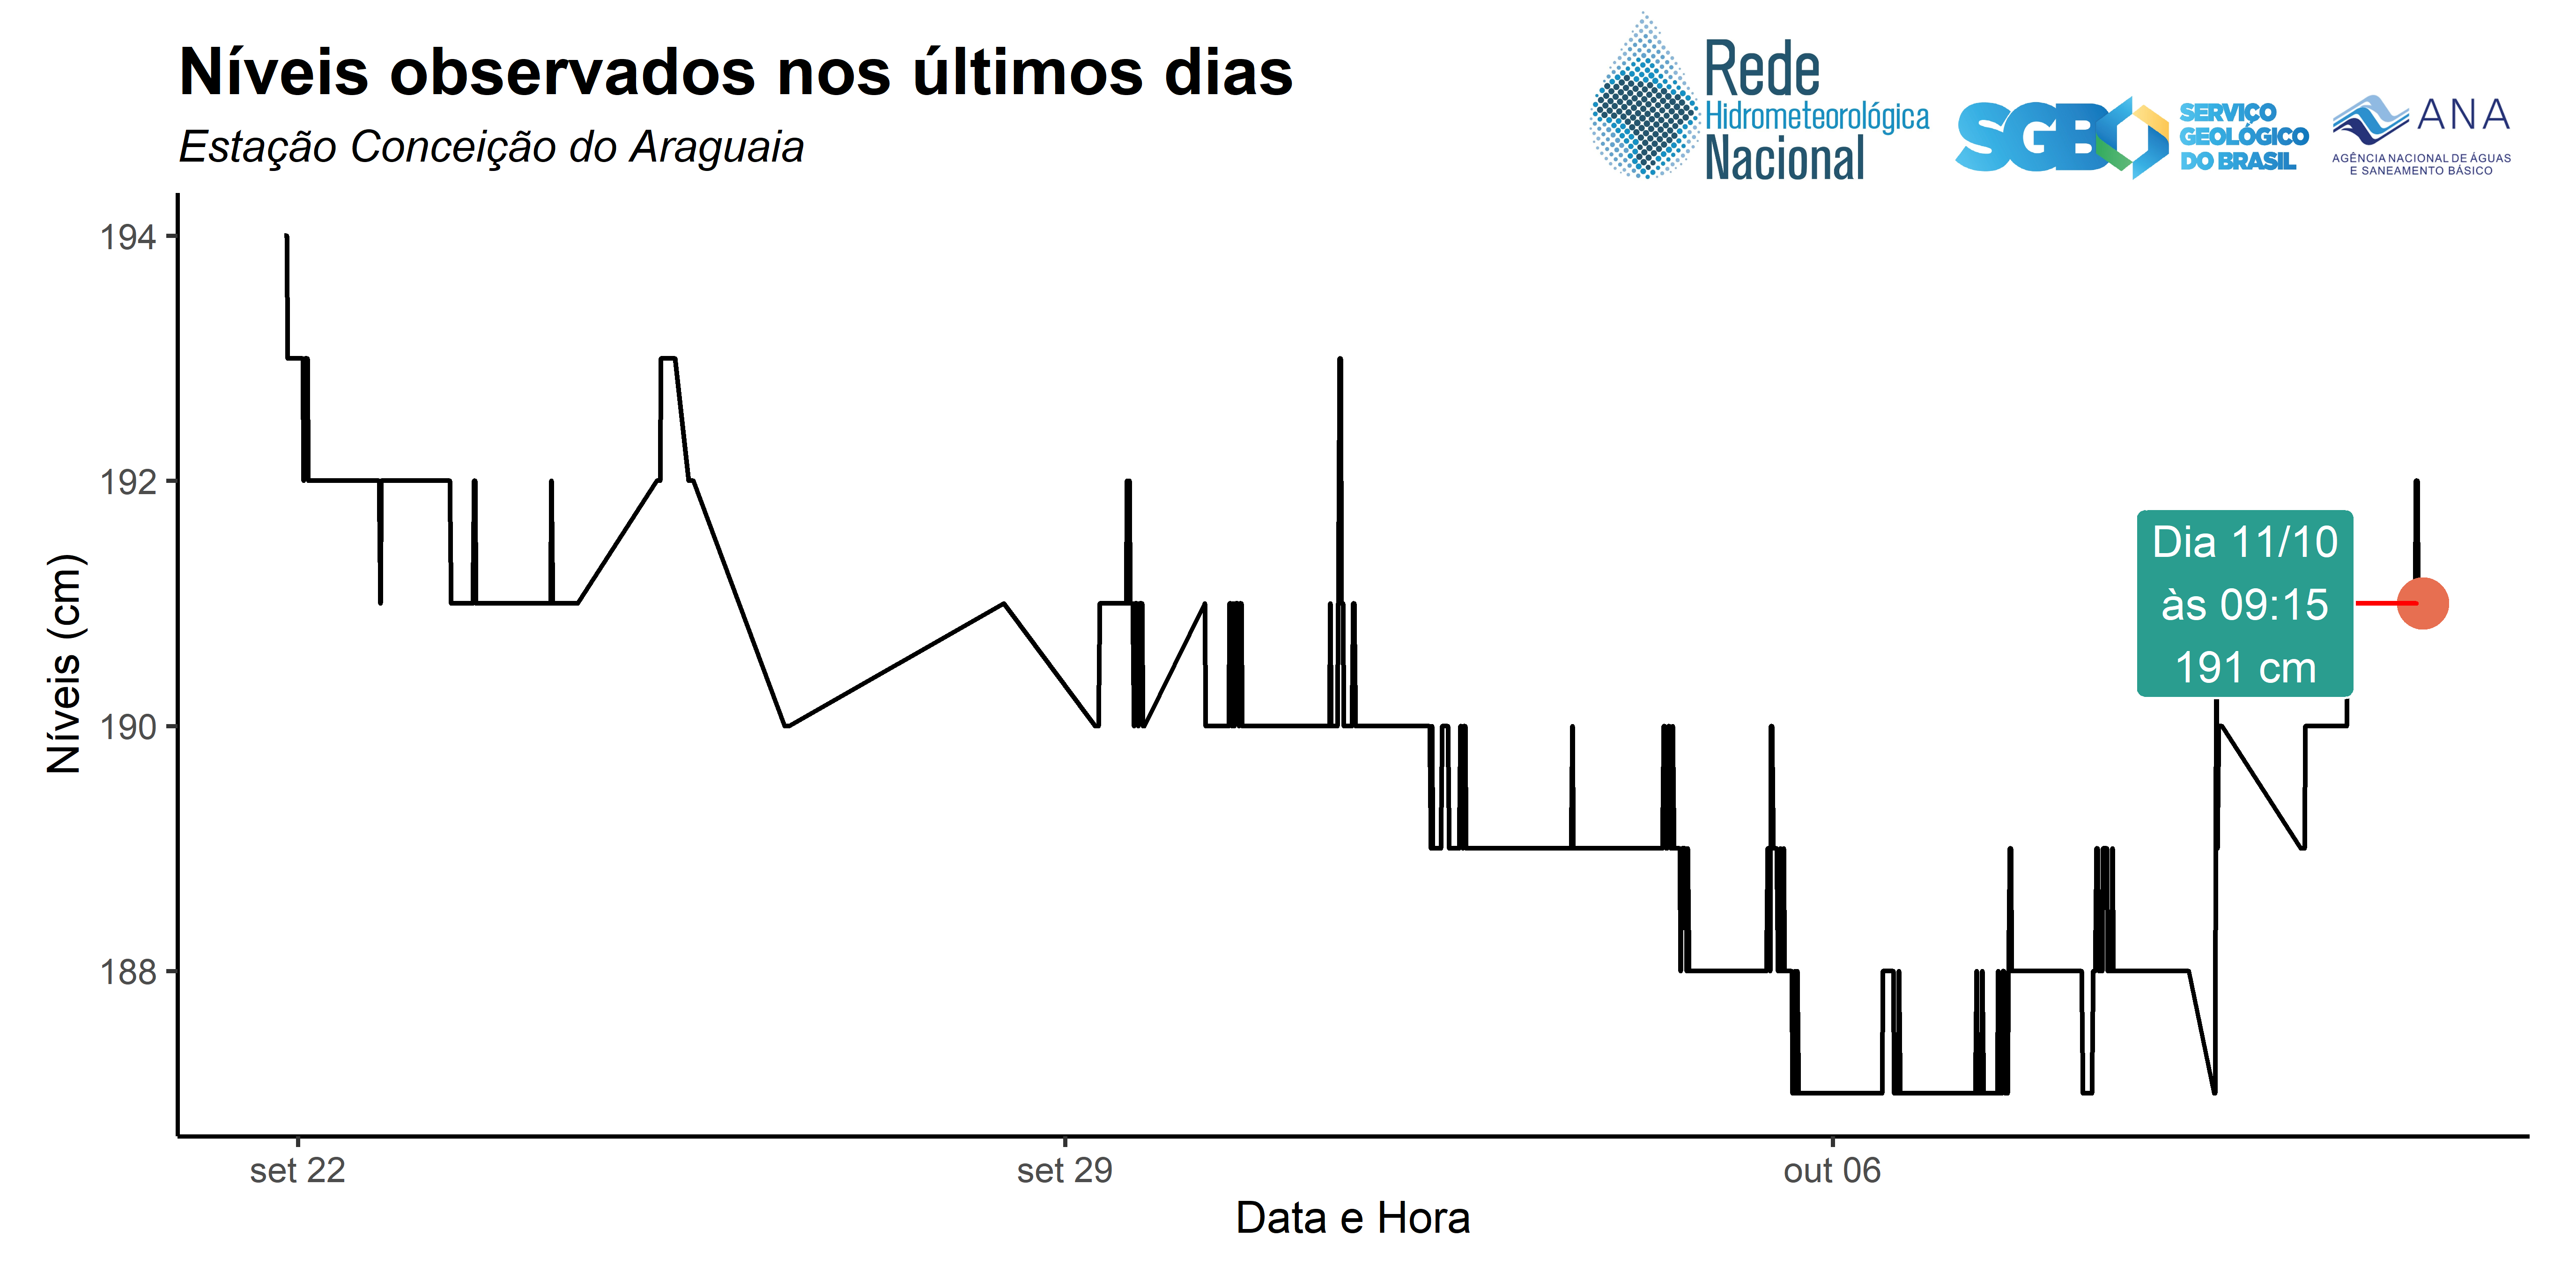 Níveis observados nos últimos dias
Estação Conceição do Araguaia
Rede
Hidrometeorológica
Nacional
SGB
SERVIÇO
GEOLÓGICO
DO BRASIL
ANA
AGÊNCIA NACIONAL DE ÁGUAS
E SANEAMENTO BÁSICO
Níveis (cm)
194
192
190
188
Dia 11/10
às 09:15
191 cm
set 22
set 29
out 06
Data e Hora